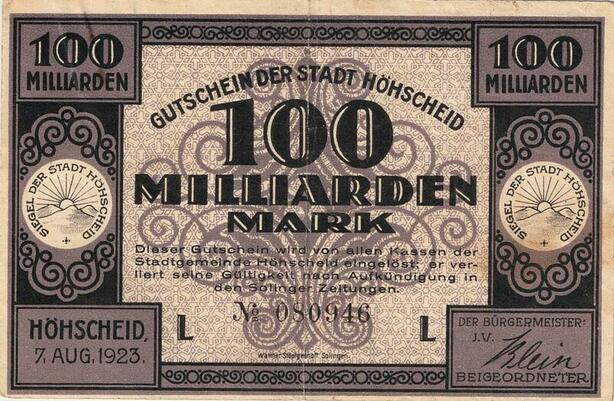 100
MILLIARDEN
100
MILLIARDEN
GUTSCHEIN DER STADT HÖHSCHEID
100
MILLIARDEN
MARK
SIEGEL DER STADT HÖHSCHEID
SIEGEL DER STADT HÖHSCHEID
Dieser Gutschein wird von allen Kassen der
Stadtgemeinde Höhscheid eingelöst; er ver-
liert seine Gültigkeit nach Aufkündigung in
den Solinger Zeitungen.
L
No 080946
L
HÖHSCHEID,
7. AUG. 1923.
DER BÜRGERMEISTER:
J.V.
Klein
BEIGEORDNETER
Solingen